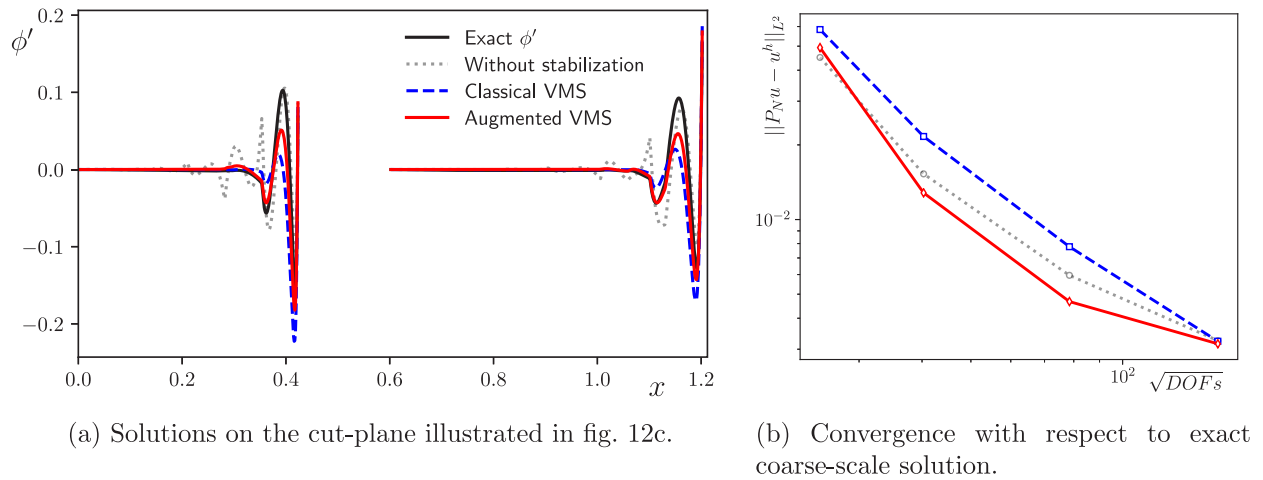 0.2
ϕ′
0.1
0.0
−0.1
−0.2
Exact ϕ′
Without stabilization
Classical VMS
Augmented VMS
0.0
0.2
0.4
0.6
0.8
1.0
1.2
x
(a) Solutions on the cut-plane illustrated in fig. 12c.
||P_N u − u^h||_{L^2}
10^{−2}
10^2
√DOFs
(b) Convergence with respect to exact
coarse-scale solution.